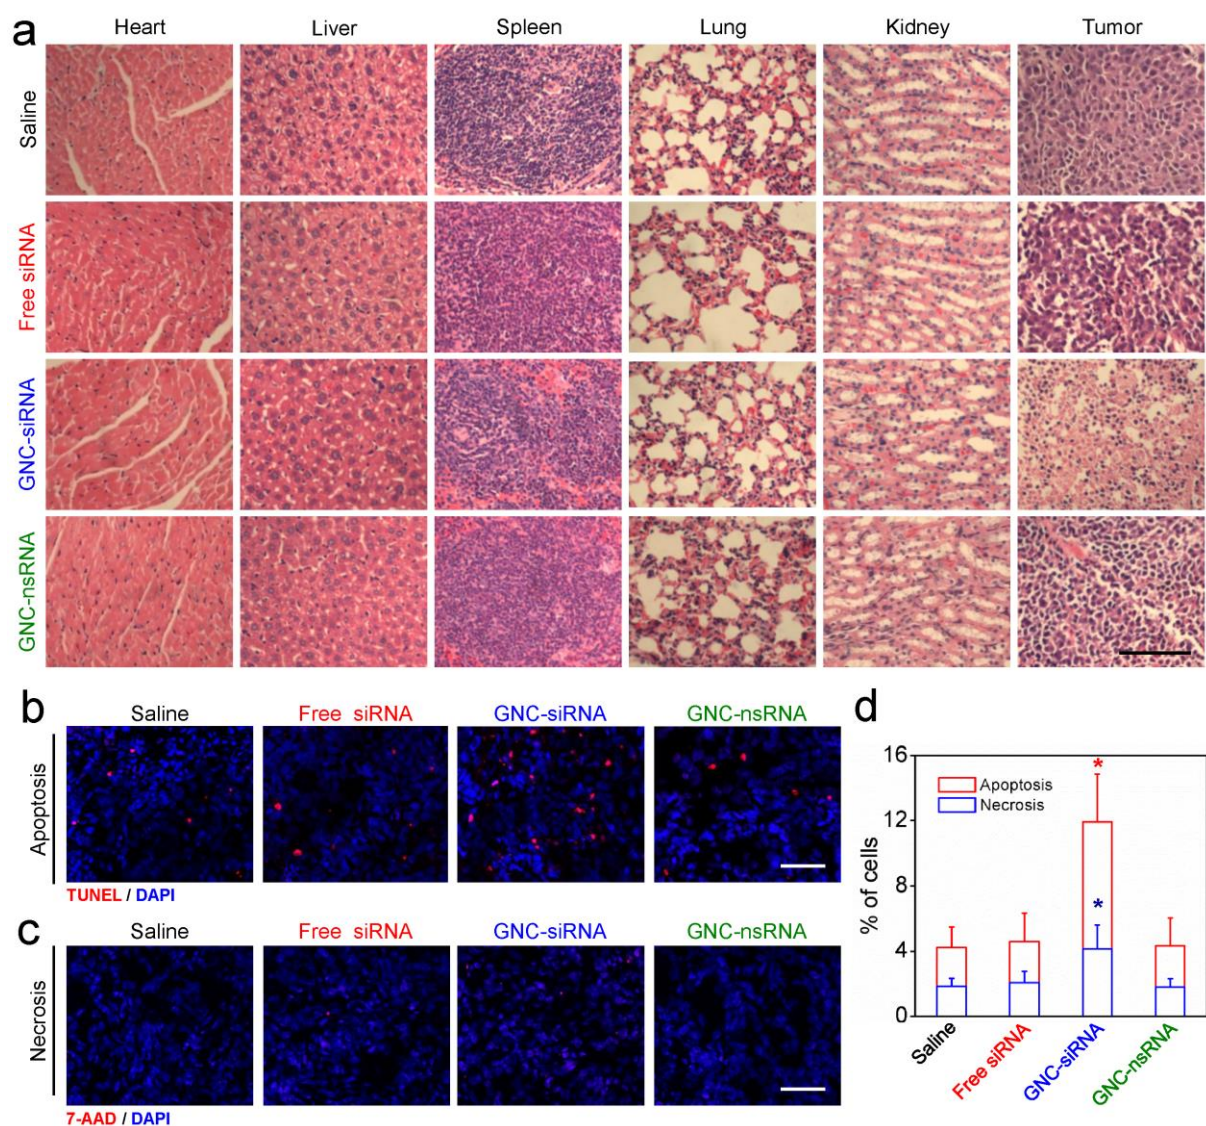 a
Heart Liver Spleen Lung Kidney Tumor
Saline
Free siRNA
GNC-siRNA
GNC-nsRNA
b
Saline Free siRNA GNC-siRNA GNC-nsRNA
Apoptosis
TUNEL / DAPI
c
Saline Free siRNA GNC-siRNA GNC-nsRNA
Necrosis
7-AAD / DAPI
d
16
12
8
4
0
% of cells
Apoptosis
Necrosis
*
*
Saline Free siRNA GNC-siRNA GNC-nsRNA